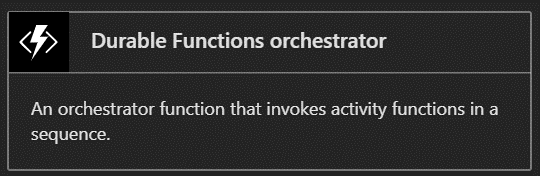 Durable Functions orchestrator
An orchestrator function that invokes activity functions in a
sequence.